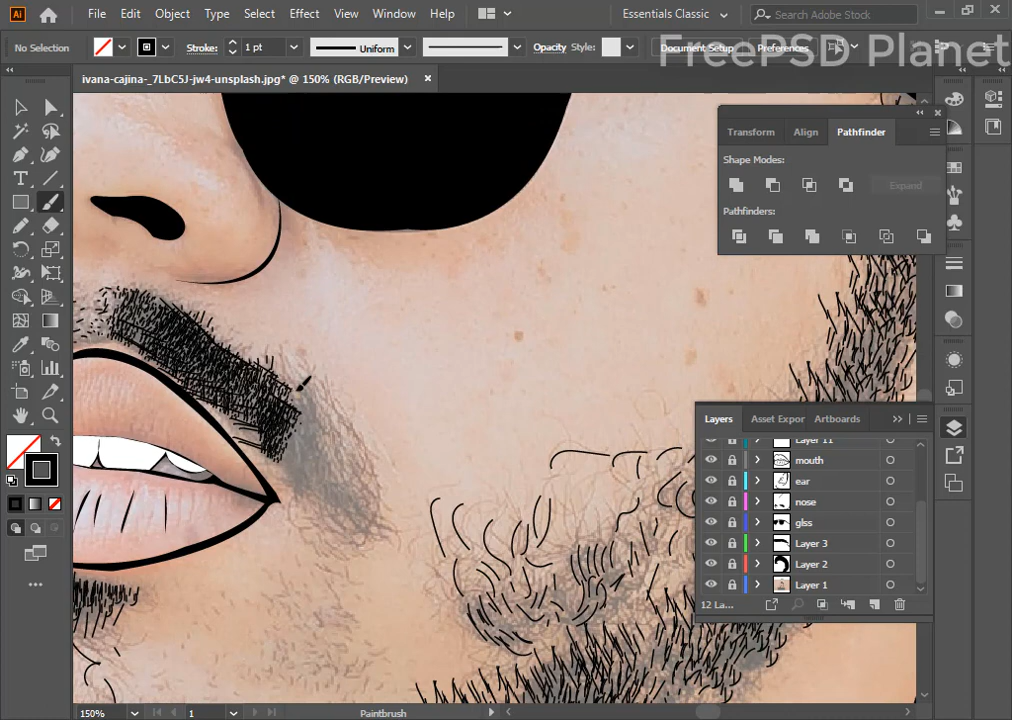 Ai
File Edit Object Type Select Effect View Window Help
Essentials Classic
Search Adobe Stock
No Selection
Stroke: 1 pt
Uniform
Opacity Style:
Document Setup
Preferences
FreePSD Planet
ivana-cajina-_7LbC5J-jw4-unsplash.jpg* @ 150% (RGB/Preview)
Transform Align Pathfinder
Shape Modes:
Expand
Pathfinders:
Layers Asset Expor Artboards
Layer 11
mouth
ear
nose
glss
Layer 3
Layer 2
Layer 1
12 La...
150% 1 Paintbrush